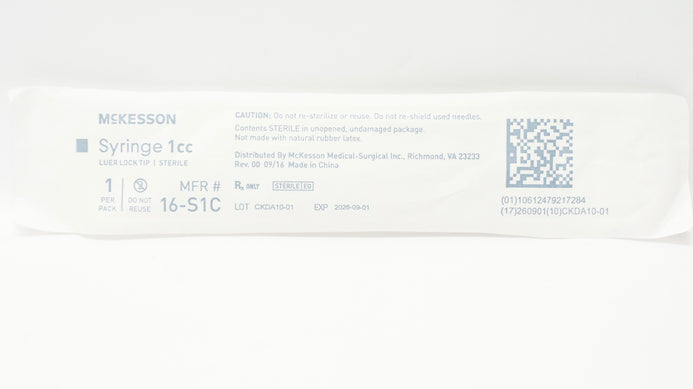 McKESSON
Syringe 1cc
LUER LOCK TIP | STERILE
1
PER
PACK
DO NOT
REUSE
MFR #
16-S1C
CAUTION: Do not re-sterilize or reuse. Do not re-shield used needles.
Contents STERILE in unopened, undamaged package.
Not made with natural rubber latex.
Distributed By McKesson Medical-Surgical Inc., Richmond, VA 23233
Rev. 00 09/16 Made in China
Rx ONLY STERILE EO
LOT CKDA10-01 EXP 2026-09-01
(01)10612479217284
(17)260901(10)CKDA10-01